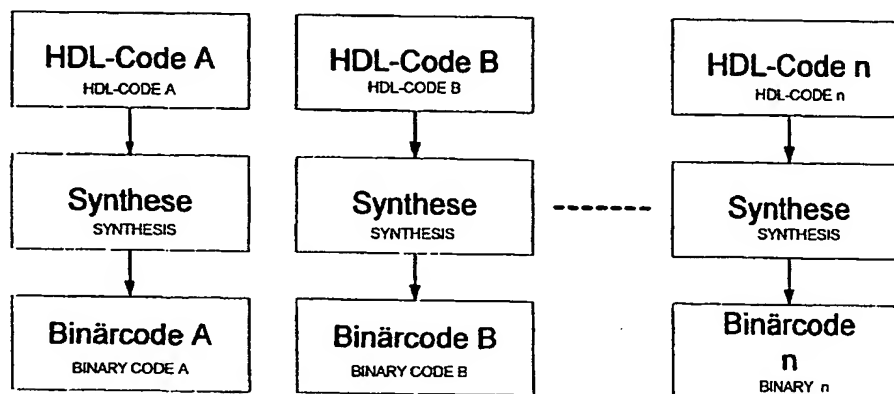 HDL-Code A
HDL-CODE A
HDL-Code B
HDL-CODE B
HDL-Code n
HDL-CODE n
Synthese
SYNTHESIS
Synthese
SYNTHESIS
Synthese
SYNTHESIS
Binärcode A
BINARY CODE A
Binärcode B
BINARY CODE B
Binärcode
n
BINARY n